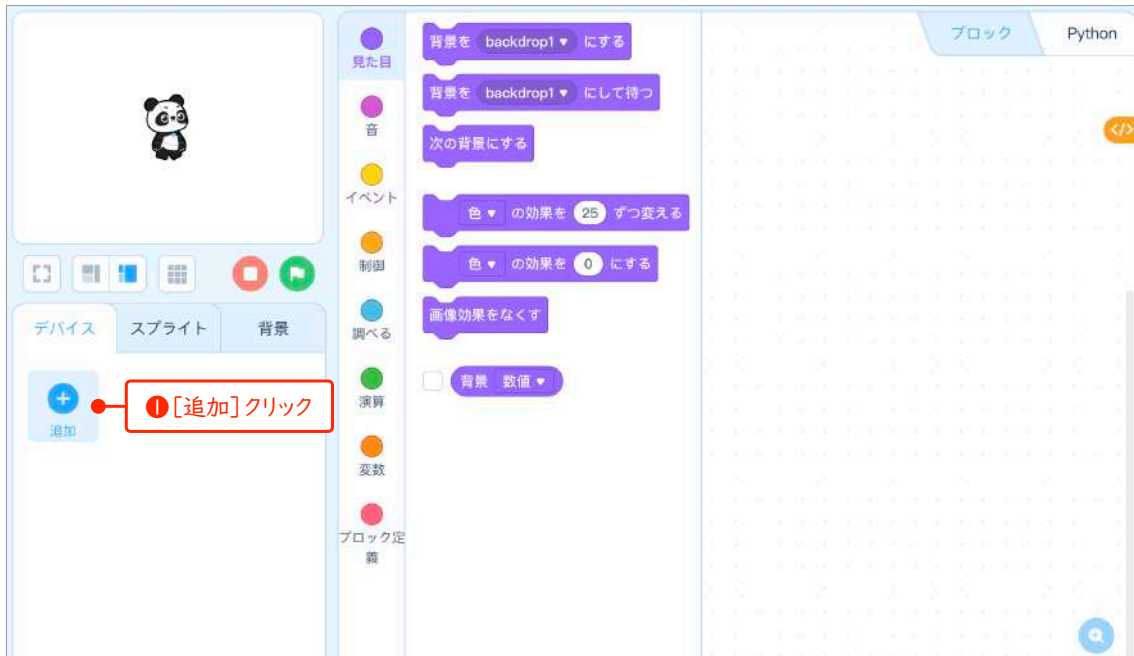 見た目
音
イベント
制御
調べる
演算
変数
ブロック定
義
背景を backdrop1 ▼ にする
背景を backdrop1 ▼ にして待つ
次の背景にする
色 ▼ の効果を 25 ずつ変える
色 ▼ の効果を 0 にする
画像効果をなくす
背景 数値 ▼
ブロック
Python
</>
デバイス
スプライト
背景
追加
❶[追加]クリック